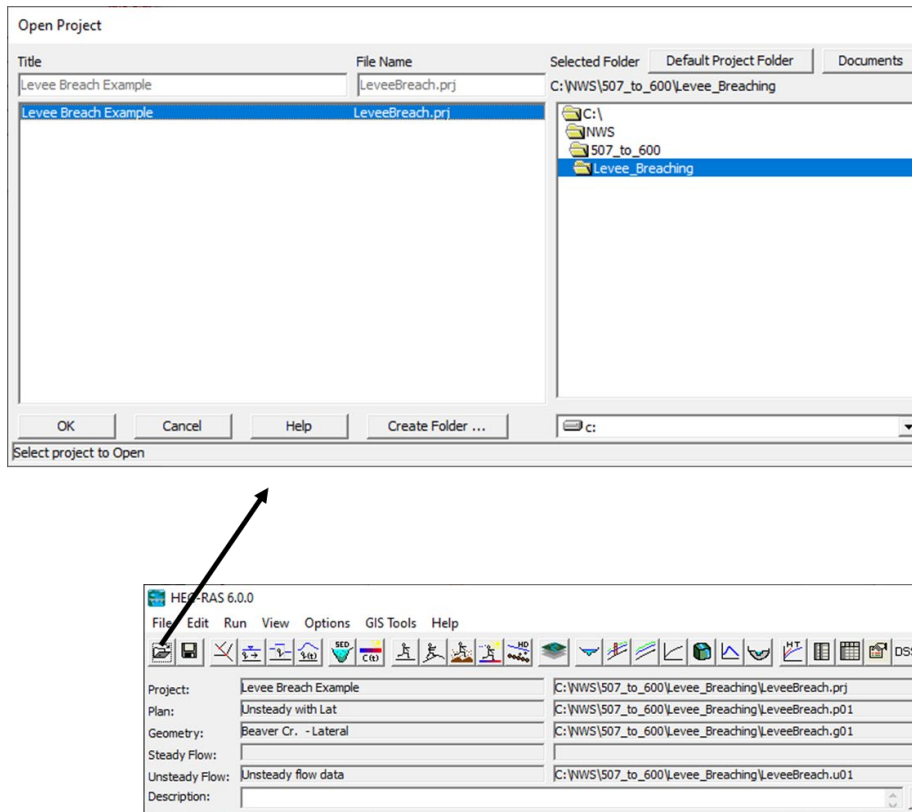 Open Project
Title File Name Selected Folder Default Project Folder Documents
Levee Breach Example LeveeBreach.prj C:\NWS\507_to_600\Levee_Breaching
Levee Breach Example LeveeBreach.prj C:\
NWS
507_to_600
Levee_Breaching
OK Cancel Help Create Folder ... c:
Select project to Open
HEC-RAS 6.0.0
File Edit Run View Options GIS Tools Help
SED C(t) HD H.T. DSS
Project: Levee Breach Example C:\NWS\507_to_600\Levee_Breaching\LeveeBreach.prj
Plan: Unsteady with Lat C:\NWS\507_to_600\Levee_Breaching\LeveeBreach.p01
Geometry: Beaver Cr. - Lateral C:\NWS\507_to_600\Levee_Breaching\LeveeBreach.g01
Steady Flow:
Unsteady Flow: Unsteady flow data C:\NWS\507_to_600\Levee_Breaching\LeveeBreach.u01
Description: